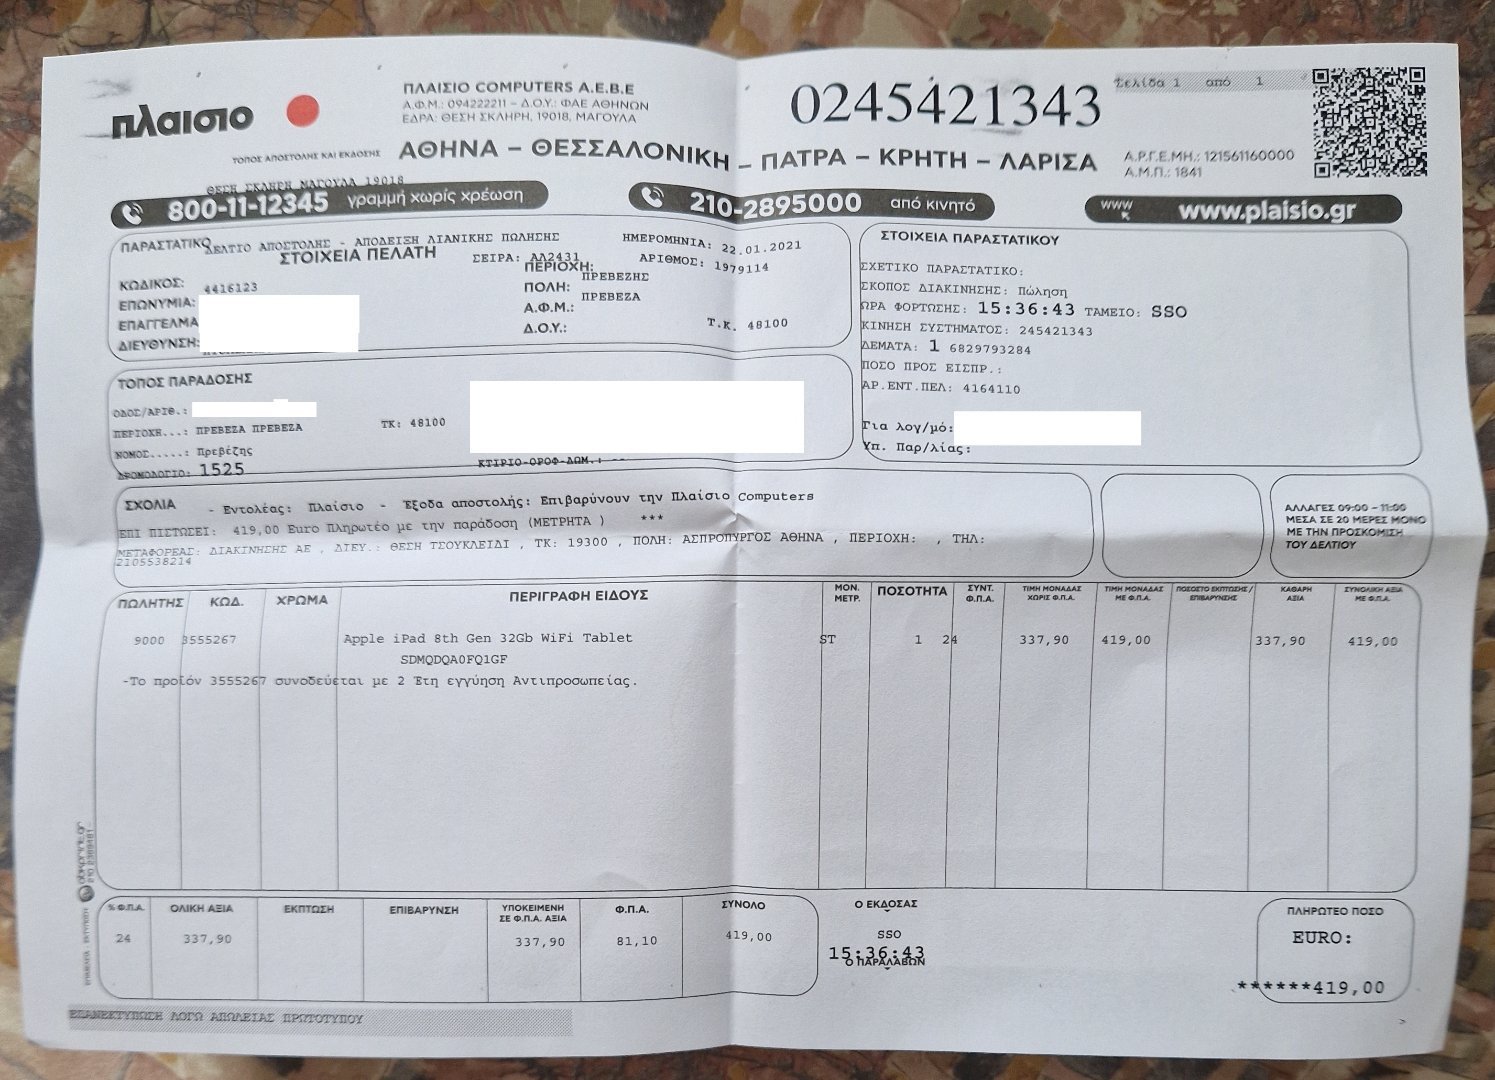 πλαισιο
ΠΛΑΙΣΙΟ COMPUTERS A.E.B.E
Α.Φ.Μ.: 094222211 – Δ.Ο.Υ.: ΦΑΕ ΑΘΗΝΩΝ
ΕΔΡΑ: ΘΕΣΗ ΣΚΛΗΡΗ, 19018, ΜΑΓΟΥΛΑ
0245421343
Σελίδα 1 από 1
ΤΟΠΟΣ ΑΠΟΣΤΟΛΗΣ ΚΑΙ ΕΚΔΟΣΗΣ
ΑΘΗΝΑ – ΘΕΣΣΑΛΟΝΙΚΗ – ΠΑΤΡΑ – ΚΡΗΤΗ – ΛΑΡΙΣΑ
Α.Ρ.Γ.Ε.ΜΗ.: 121561160000
Α.Μ.Π.: 1841
ΘΕΣΗ ΣΚΛΗΡΗ ΜΑΓΟΥΛΑ 19018
800-11-12345 γραμμή χωρίς χρέωση
210-2895000 από κινητό
www www.plaisio.gr
ΠΑΡΑΣΤΑΤΙΚΟ ΔΕΛΤΙΟ ΑΠΟΣΤΟΛΗΣ - ΑΠΟΔΕΙΞΗ ΛΙΑΝΙΚΗΣ ΠΩΛΗΣΗΣ ΗΜΕΡΟΜΗΝΙΑ: 22.01.2021
ΣΤΟΙΧΕΙΑ ΠΕΛΑΤΗ ΣΕΙΡΑ: ΑΛ2431 ΑΡΙΘΜΟΣ: 1979114
ΚΩΔΙΚΟΣ: 4416123 ΠΕΡΙΟΧΗ: ΠΡΕΒΕΖΗΣ
ΕΠΩΝΥΜΙΑ: ΠΟΛΗ: ΠΡΕΒΕΖΑ
ΕΠΑΓΓΕΛΜΑ Α.Φ.Μ.:
ΔΙΕΥΘΥΝΣΗ: Δ.Ο.Υ.: Τ.Κ. 48100
ΣΤΟΙΧΕΙΑ ΠΑΡΑΣΤΑΤΙΚΟΥ
ΣΧΕΤΙΚΟ ΠΑΡΑΣΤΑΤΙΚΟ:
ΣΚΟΠΟΣ ΔΙΑΚΙΝΗΣΗΣ: Πώληση
ΩΡΑ ΦΟΡΤΩΣΗΣ: 15:36:43 ΤΑΜΕΙΟ: SSO
ΚΙΝΗΣΗ ΣΥΣΤΗΜΑΤΟΣ: 245421343
ΔΕΜΑΤΑ: 1 6829793284
ΠΟΣΟ ΠΡΟΣ ΕΙΣΠΡ.:
ΑΡ.ΕΝΤ.ΠΕΛ: 4164110
Για λογ/μό:
Υπ. Παρ/λίας:
ΤΟΠΟΣ ΠΑΡΑΔΟΣΗΣ
ΟΔΟΣ/ΑΡΙΘ.:
ΠΕΡΙΟΧΗ...: ΠΡΕΒΕΖΑ ΠΡΕΒΕΖΑ ΤΚ: 48100
ΝΟΜΟΣ.....: Πρεβέζης
ΔΡΟΜΟΛΟΓΙΟ: 1525 ΚΤΙΡΙΟ-ΟΡΟΦ-ΔΩΜ.:
ΣΧΟΛΙΑ - Εντολέας: Πλαίσιο - Έξοδα αποστολής: Επιβαρύνουν την Πλαίσιο Computers
ΕΠΙ ΠΙΣΤΩΣΕΙ: 419,00 Euro Πληρωτέο με την παράδοση (ΜΕΤΡΗΤΑ ) ***
ΜΕΤΑΦΟΡΕΑΣ: ΔΙΑΚΙΝΗΣΗΣ ΑΕ , ΔΙΕΥ.: ΘΕΣΗ ΤΣΟΥΚΛΕΙΔΙ , ΤΚ: 19300 , ΠΟΛΗ: ΑΣΠΡΟΠΥΡΓΟΣ ΑΘΗΝΑ , ΠΕΡΙΟΧΗ: , ΤΗΛ:
2105538214
ΑΛΛΑΓΕΣ 09:00 – 11:00
ΜΕΣΑ ΣΕ 20 ΜΕΡΕΣ ΜΟΝΟ
ΜΕ ΤΗΝ ΠΡΟΣΚΟΜΙΣΗ
ΤΟΥ ΔΕΛΤΙΟΥ
ΠΩΛΗΤΗΣ ΚΩΔ. ΧΡΩΜΑ ΠΕΡΙΓΡΑΦΗ ΕΙΔΟΥΣ ΜΟΝ. ΜΕΤΡ. ΠΟΣΟΤΗΤΑ ΣΥΝΤ. Φ.Π.Α. ΤΙΜΗ ΜΟΝΑΔΑΣ ΧΩΡΙΣ Φ.Π.Α. ΤΙΜΗ ΜΟΝΑΔΑΣ ΜΕ Φ.Π.Α. ΠΟΣΟΣΤΟ ΕΚΠΤΩΣΗΣ / ΕΠΙΒΑΡΥΝΣΗΣ ΚΑΘΑΡΗ ΑΞΙΑ ΣΥΝΟΛΙΚΗ ΑΞΙΑ ΜΕ Φ.Π.Α.
9000 3555267 Apple iPad 8th Gen 32Gb WiFi Tablet ST 1 24 337,90 419,00 337,90 419,00
SDMQDQA0FQ1GF
-Το προϊόν 3555267 συνοδεύεται με 2 Έτη εγγύηση Αντιπροσωπείας.
% Φ.Π.Α. ΟΛΙΚΗ ΑΞΙΑ ΕΚΠΤΩΣΗ ΕΠΙΒΑΡΥΝΣΗ ΥΠΟΚΕΙΜΕΝΗ ΣΕ Φ.Π.Α. ΑΞΙΑ Φ.Π.Α. ΣΥΝΟΛΟ
24 337,90 337,90 81,10 419,00
Ο ΕΚΔΟΣΑΣ
SSO
15:36:43
Ο ΠΑΡΑΛΑΒΩΝ
ΠΛΗΡΩΤΕΟ ΠΟΣΟ
EURO:
******419,00
ΕΠΑΝΕΚΤΥΠΩΣΗ ΛΟΓΩ ΑΠΩΛΕΙΑΣ ΠΡΩΤΟΤΥΠΟΥ